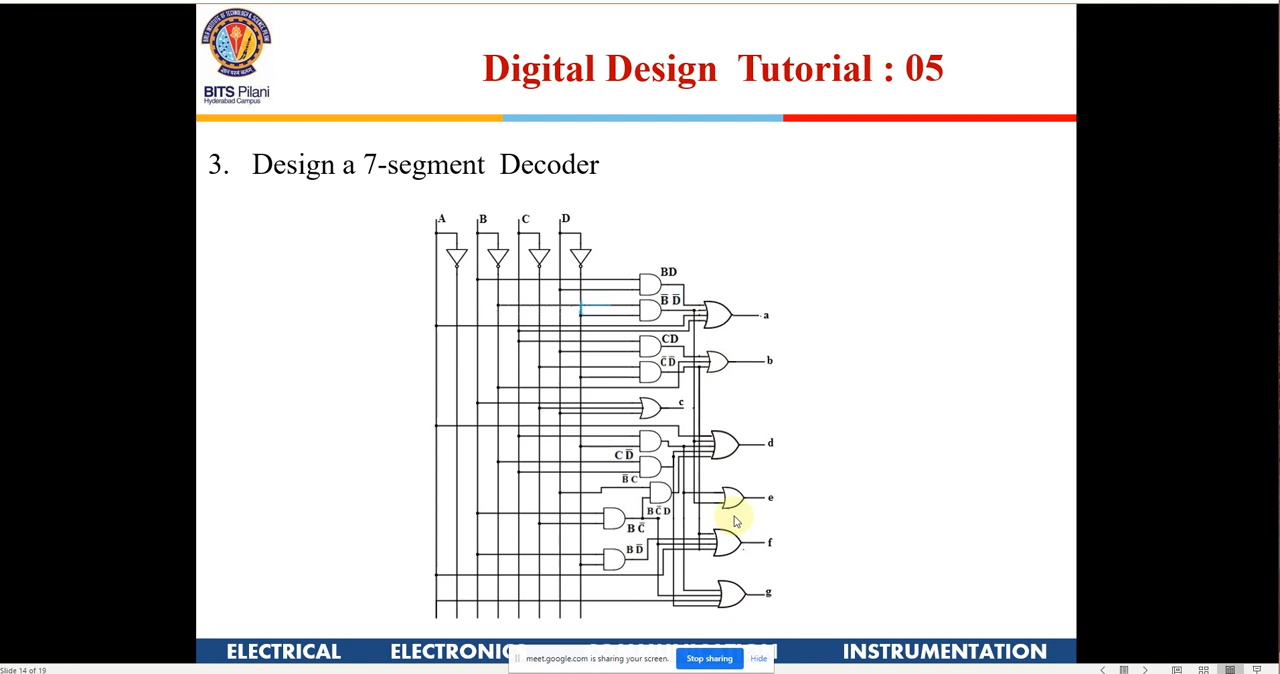 BITS Pilani
Hyderabad Campus
Digital Design Tutorial : 05
3. Design a 7-segment Decoder
A B C D
BD
B̅ D̅
a
CD
b
C̅ D̅
c
d
C D̅
B̅ C
e
B C̅ D
B C̅
f
B D̅
g
ELECTRICAL ELECTRONICS INSTRUMENTATION
meet.google.com is sharing your screen. Stop sharing Hide
Slide 14 of 19